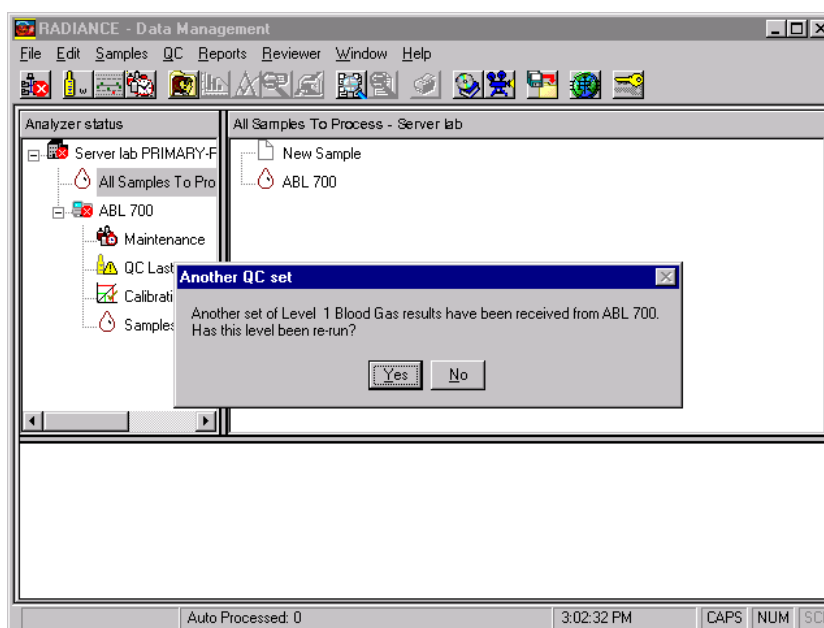 RADIANCE - Data Management
File Edit Samples QC Reports Reviewer Window Help
Analyzer status
All Samples To Process - Server lab
Server lab PRIMARY-F
New Sample
All Samples To Pro
ABL 700
ABL 700
Maintenance
QC Last
Calibrati
Samples
Another QC set
Another set of Level 1 Blood Gas results have been received from ABL 700.
Has this level been re-run?
Yes No
Auto Processed: 0 3:02:32 PM CAPS NUM SC